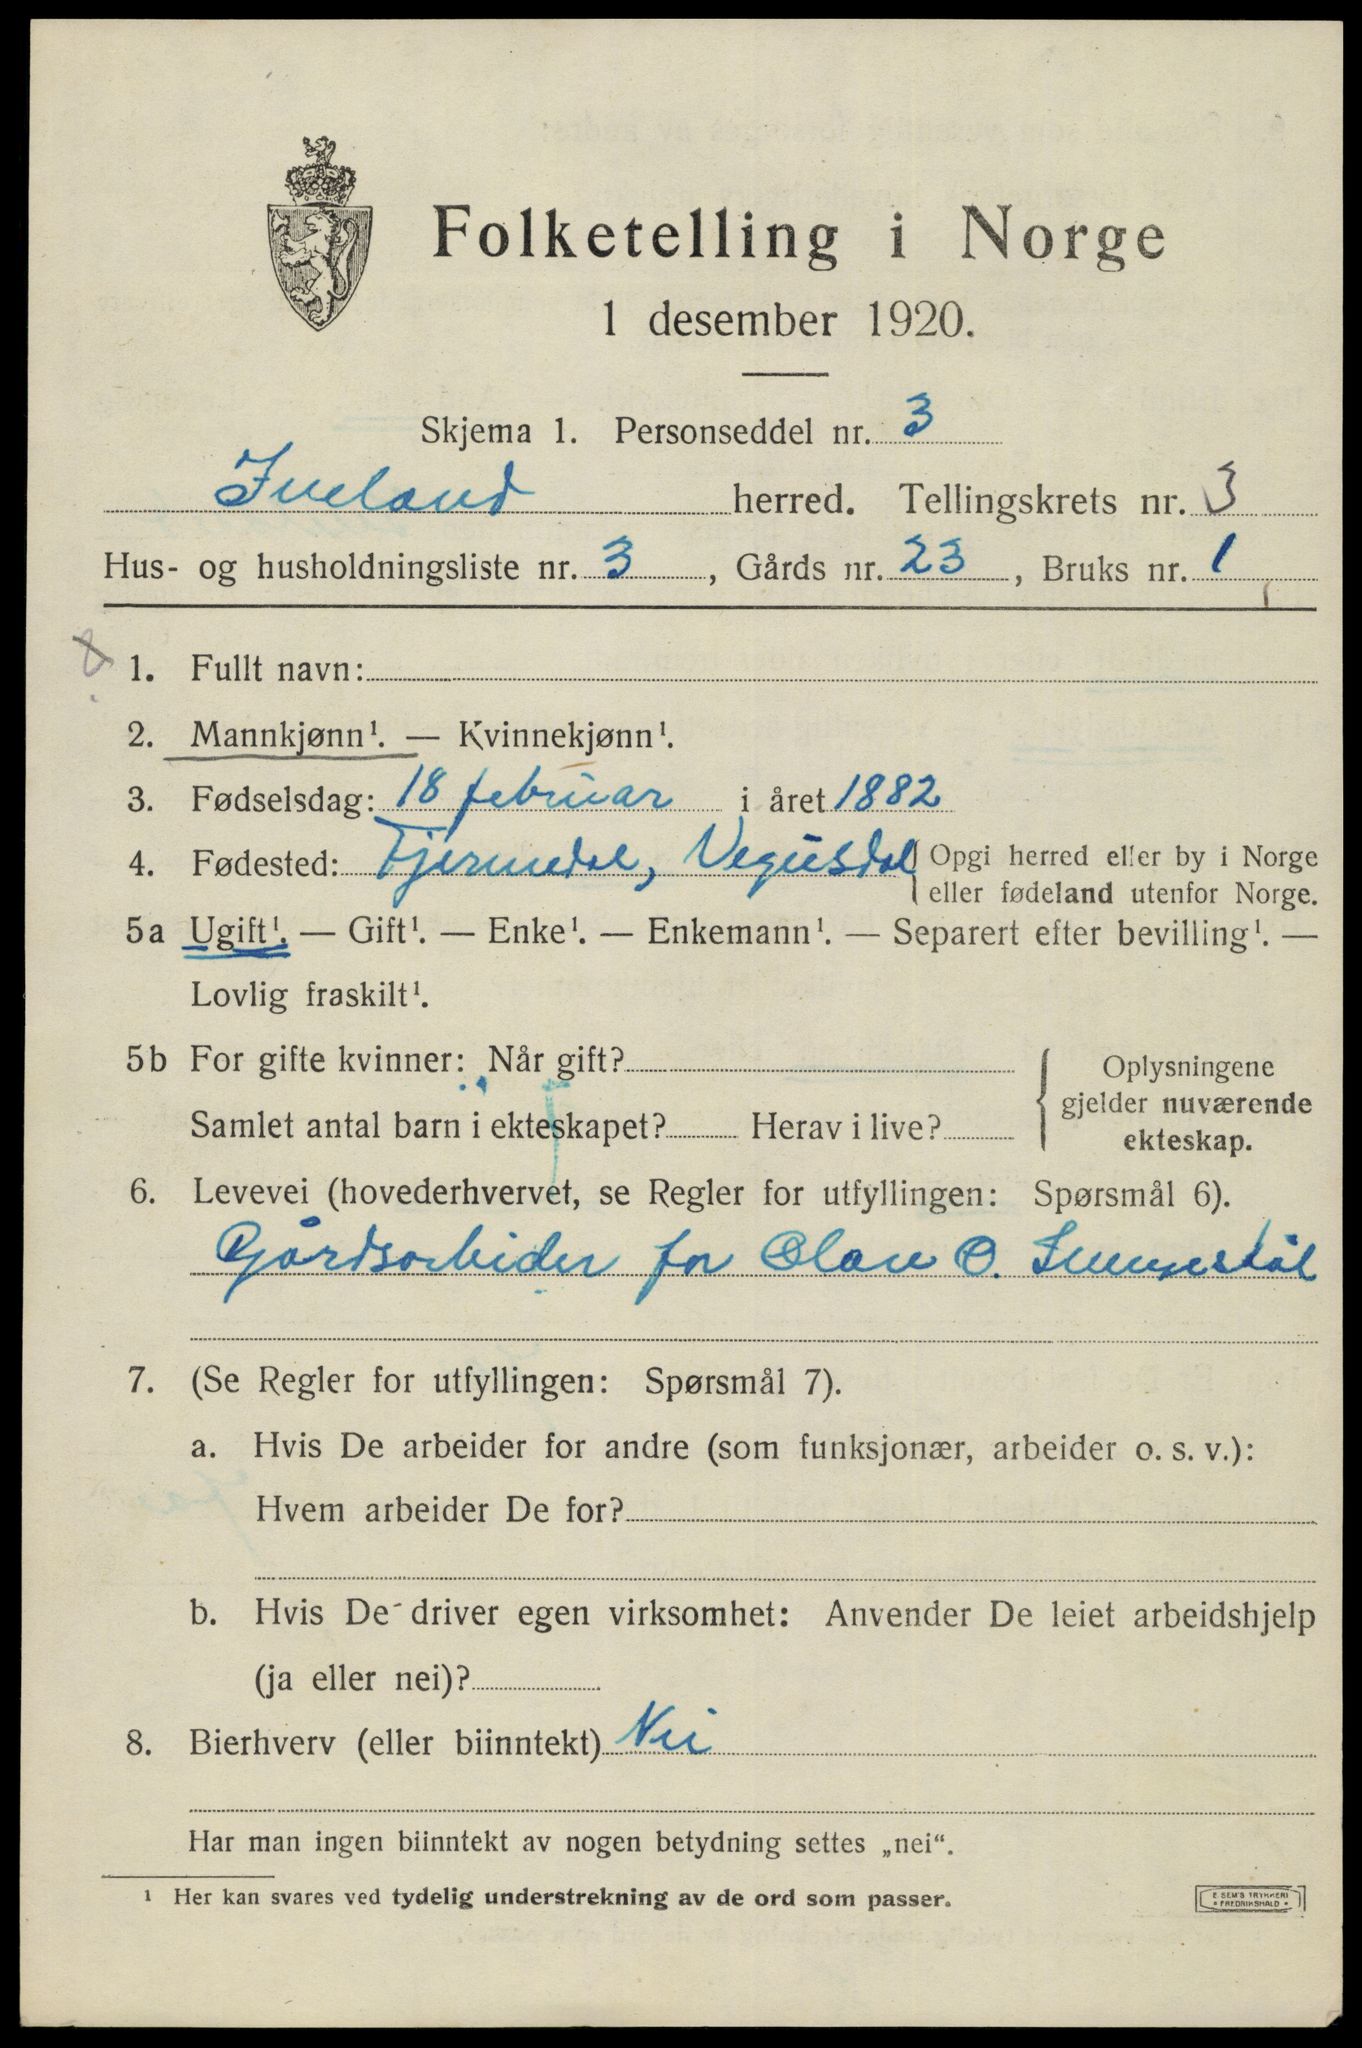 Folketelling i Norge
1 desember 1920.
Skjema 1. Personseddel nr. 3
Iveland herred. Tellingskrets nr. 3
Hus- og husholdningsliste nr. 3, Gårds nr. 23, Bruks nr. 1
1. Fullt navn:
2. Mannkjønn¹. — Kvinnekjønn¹.
3. Fødselsdag: 18 februar i året 1882
4. Fødested: Vegusdal Opgi herred eller by i Norge
eller fødeland utenfor Norge.
5a Ugift¹. — Gift¹. — Enke¹. — Enkemann¹. — Separert efter bevilling¹. —
Lovlig fraskilt¹.
5b For gifte kvinner: Når gift?
Samlet antal barn i ekteskapet? Herav i live?
Oplysningene
gjelder nuværende
ekteskap.
6. Levevei (hovederhvervet, se Regler for utfyllingen: Spørsmål 6).
Gårdsarbider for Olav O.
7. (Se Regler for utfyllingen: Spørsmål 7).
a. Hvis De arbeider for andre (som funksjonær, arbeider o. s. v.):
Hvem arbeider De for?
b. Hvis De driver egen virksomhet: Anvender De leiet arbeidshjelp
(ja eller nei)?
8. Bierhverv (eller biinntekt) Nei
Har man ingen biinntekt av nogen betydning settes „nei“.
¹ Her kan svares ved tydelig understrekning av de ord som passer.
E SEM'S TRYKKERI
FREDRIKSHALD